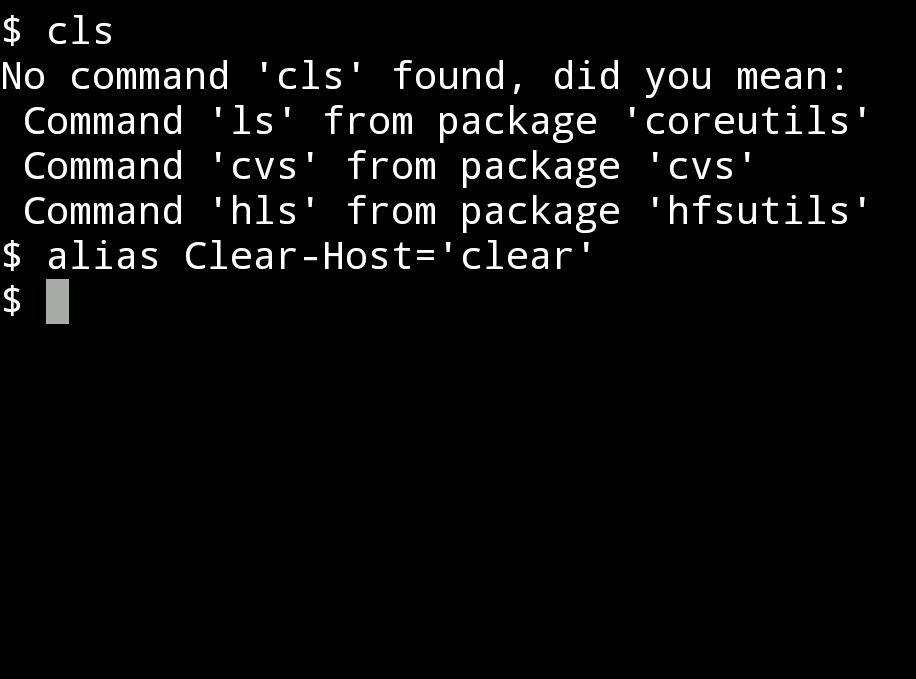 $ cls
No command 'cls' found, did you mean:
 Command 'ls' from package 'coreutils'
 Command 'cvs' from package 'cvs'
 Command 'hls' from package 'hfsutils'
$ alias Clear-Host='clear'
$